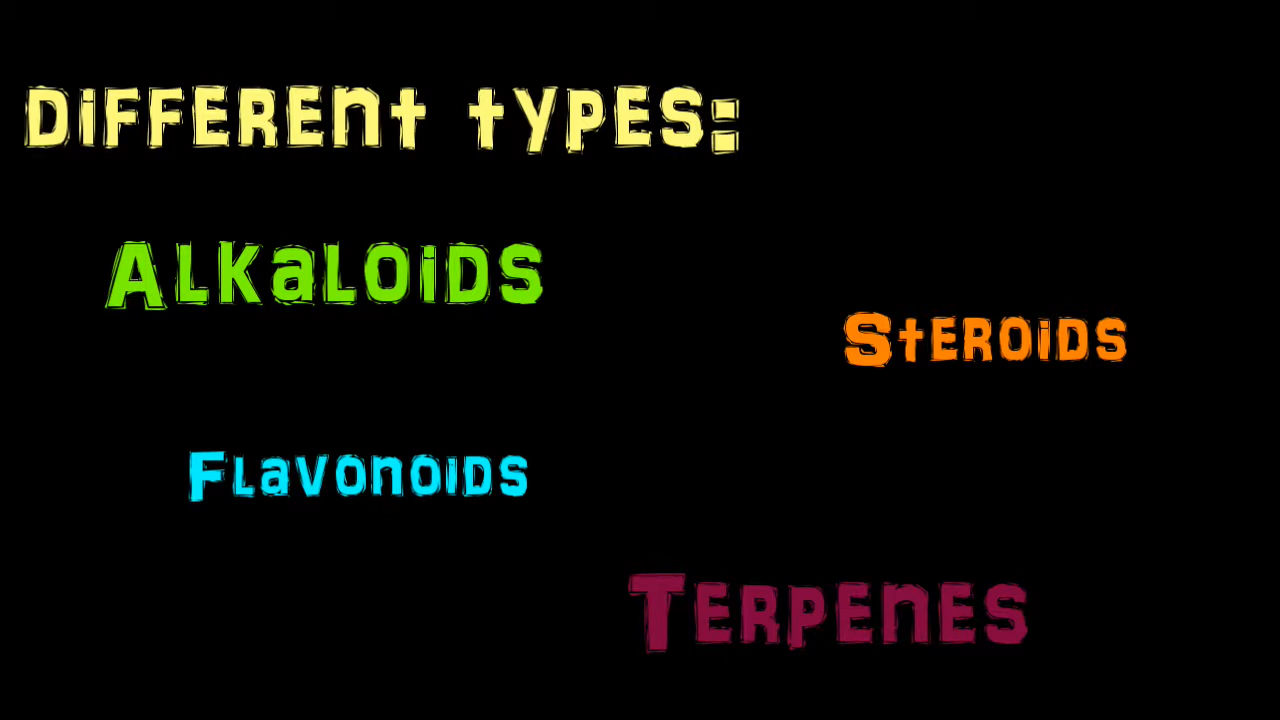 Different types:
Alkaloids
Steroids
Flavonoids
Terpenes